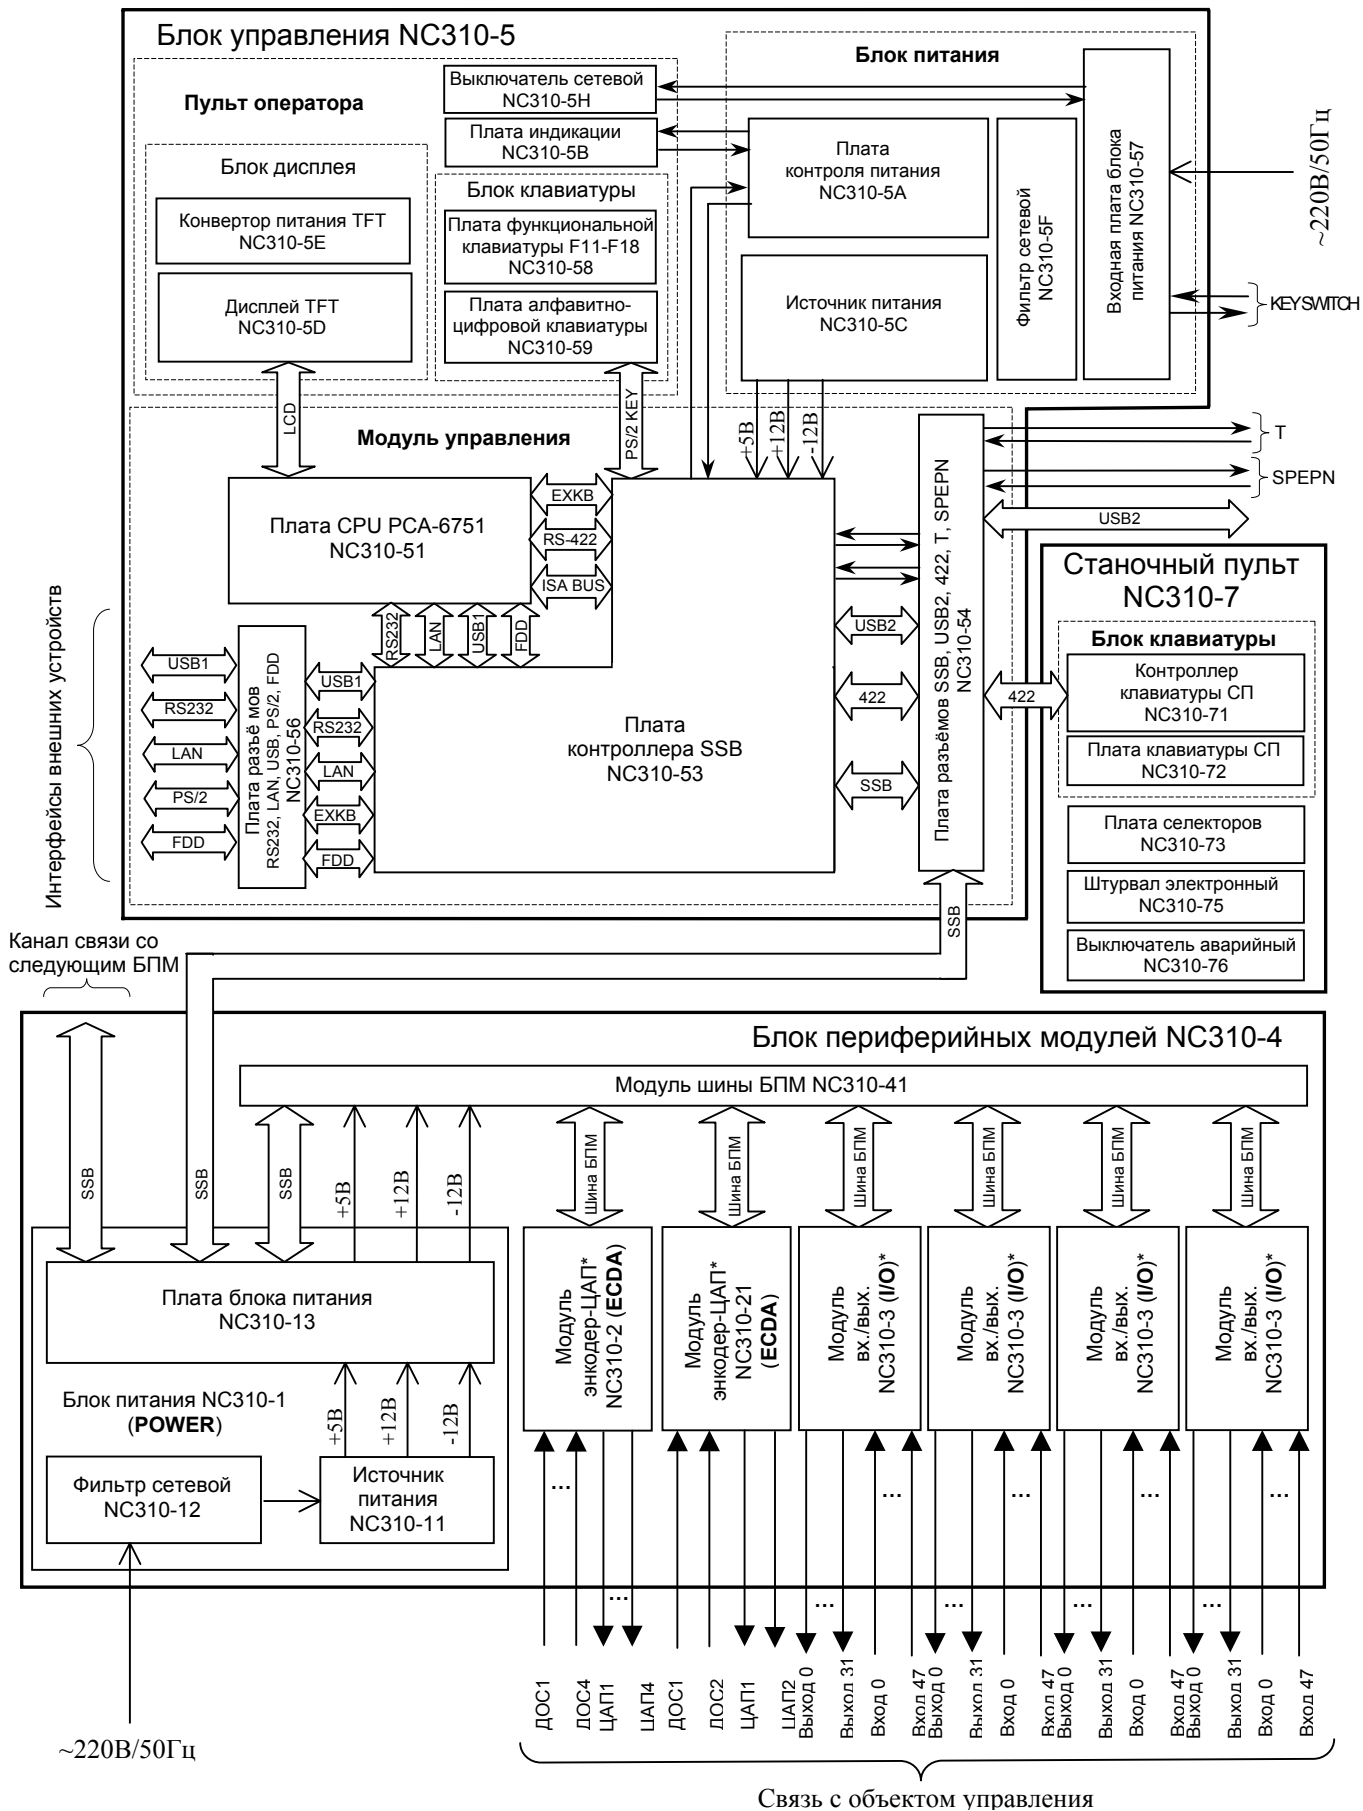 Блок управления NC310-5
Пульт оператора
Выключатель сетевой
NC310-5H
Плата индикации
NC310-5B
Блок дисплея
Конвертор питания TFT
NC310-5E
Дисплей TFT
NC310-5D
Блок клавиатуры
Плата функциональной
клавиатуры F11-F18
NC310-58
Плата алфавитно-
цифровой клавиатуры
NC310-59
Блок питания
Плата
контроля питания
NC310-5A
Источник питания
NC310-5C
Фильтр сетевой
NC310-5F
Входная плата блока
питания NC310-57
~220В/50Гц
KEYSWITCH
LCD
PS/2 KEY
+5В
+12В
-12В
Модуль управления
Плата CPU PCA-6751
NC310-51
EXKB
RS-422
ISA BUS
RS232
LAN
USB1
FDD
Плата
контроллера SSB
NC310-53
Интерфейсы внешних устройств
USB1
RS232
LAN
PS/2
FDD
Плата разъё мов
RS232, LAN, USB, PS/2, FDD
NC310-56
USB1
RS232
LAN
EXKB
FDD
USB2
422
SSB
Плата разъёмов SSB, USB2, 422, T, SPEPN
NC310-54
T
SPEPN
USB2
422
SSB
Станочный пульт
NC310-7
Блок клавиатуры
Контроллер
клавиатуры СП
NC310-71
Плата клавиатуры СП
NC310-72
Плата селекторов
NC310-73
Штурвал электронный
NC310-75
Выключатель аварийный
NC310-76
Канал связи со
следующим БПМ
Блок периферийных модулей NC310-4
Модуль шины БПМ NC310-41
SSB
SSB
SSB
+5В
+12В
-12В
Шина БПМ
Шина БПМ
Шина БПМ
Шина БПМ
Шина БПМ
Шина БПМ
Плата блока питания
NC310-13
Блок питания NC310-1
(POWER)
+5В
+12В
-12В
Фильтр сетевой
NC310-12
Источник
питания
NC310-11
Модуль
энкодер-ЦАП*
NC310-2 (ECDA)
Модуль
энкодер-ЦАП*
NC310-21
(ECDA)
Модуль
вх./вых.
NC310-3 (I/O)*
Модуль
вх./вых.
NC310-3 (I/O)*
Модуль
вх./вых.
NC310-3 (I/O)*
Модуль
вх./вых.
NC310-3 (I/O)*
...
...
...
...
...
...
...
...
...
...
ДОС1
ДОС4
ЦАП1
ЦАП4
ДОС1
ДОС2
ЦАП1
ЦАП2
Выход 0
Выход 31
Вход 0
Вход 47
Выход 0
Выход 31
Вход 0
Вход 47
Выход 0
Выход 31
Вход 0
Вход 47
Выход 0
Выход 31
Вход 0
Вход 47
~220В/50Гц
Связь с объектом управления